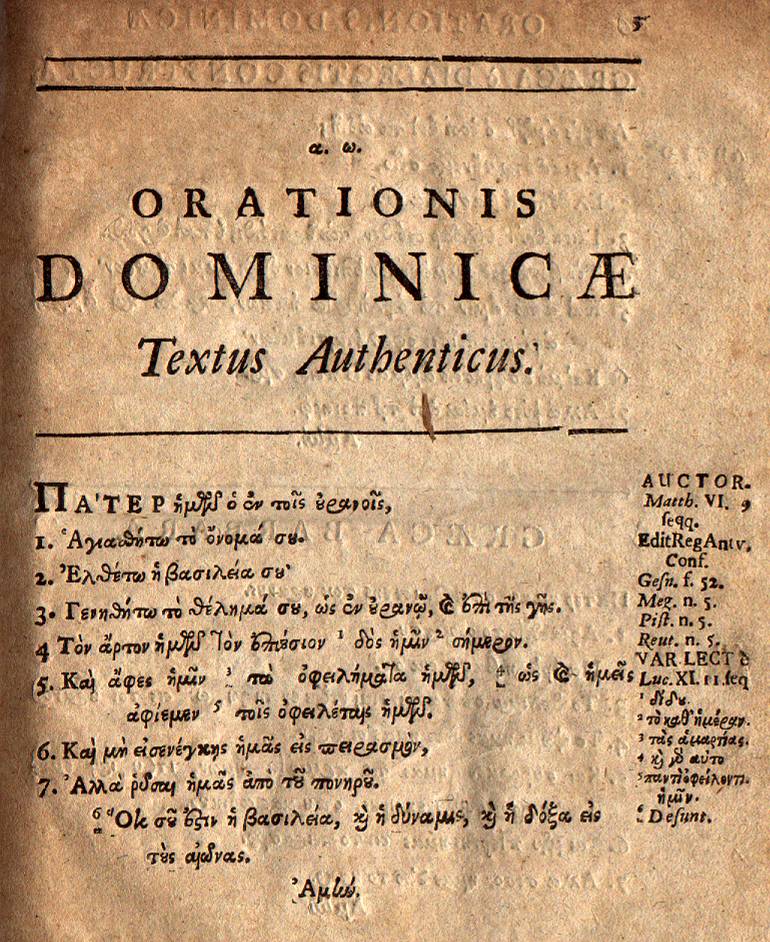 5
α. ω.
ORATIONIS
DOMINICÆ
Textus Authenticus.
ΠΑ'ΤΕΡ ἡμῶν ὁ ἐν τοῖς ὐρανοῖς,
1. Ἁγιασθήτω τὸ ὄνομά σου.
2. Ἐλθέτω ἡ βασιλεία σου·
3. Γενηθήτω τὸ θέλημά σου, ὡς ἐν οὐρανῷ, καὶ ἐπὶ τῆς γῆς.
4 Τὸν ἄρτον ἡμῶν τὸν ἐπιούσιον ¹ δὸς ἡμῖν ² σήμερον.
5. Καὶ ἄφες ἡμῖν ³ τὰ ὀφειλήματα ἡμῶν, ⁴ ὡς καὶ ἡμεῖς
ἀφίεμεν ⁵ τοῖς ὀφειλέταις ἡμῶν.
6. Καὶ μὴ εἰσενέγκῃς ἡμᾶς εἰς πειρασμὸν,
7. Ἀλλὰ ῥῦσαι ἡμᾶς ἀπὸ τοῦ πονηροῦ.
⁶ Ὅτι σοῦ ἐστιν ἡ βασιλεία, καὶ ἡ δύναμις, καὶ ἡ δόξα εἰς
τοὺς αἰῶνας.
Ἀμήν.
AUCTOR.
Matth. VI. 9
seqq.
EditRegAntv.
Conf.
Gesn. f. 52.
Meg. n. 5.
Pist. n. 5.
Reut. n. 5.
VAR LECT è
Luc. XI. 11. seq
¹ δίδου.
² τὸ καθ' ἡμέραν.
³ τὰς ἁμαρτίας.
⁴ καὶ γὰρ αὐτο
⁵ παντὶ ὀφείλοντι.
ἡμῖν.
⁶ Desunt.